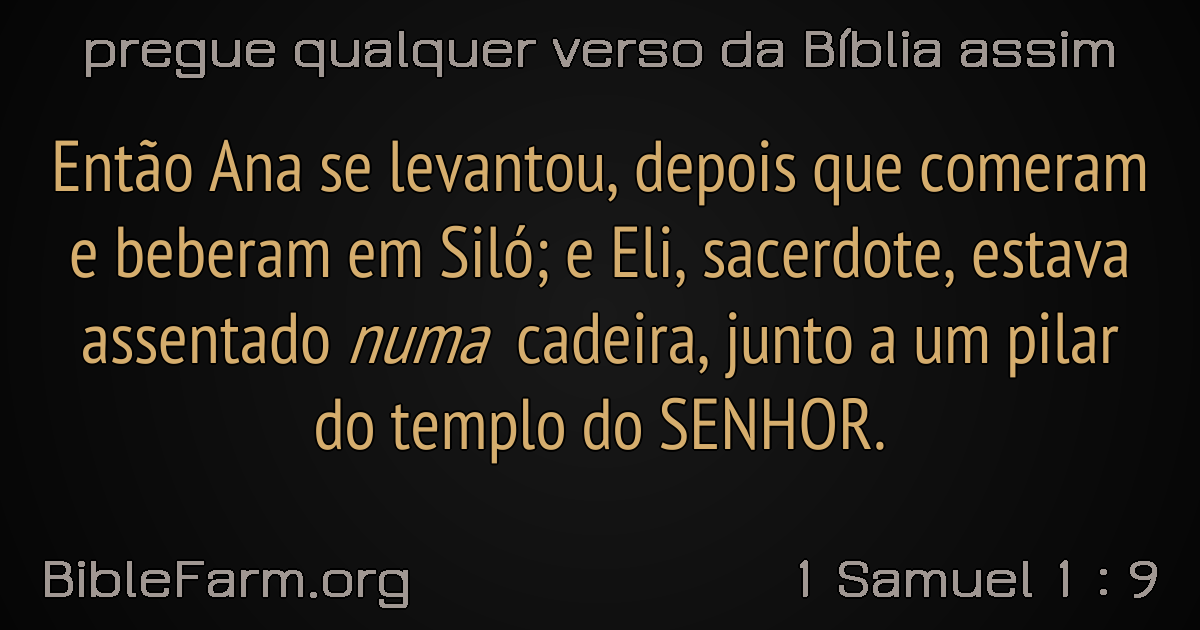 pregue qualquer verso da Bíblia assim
Então Ana se levantou, depois que comeram
e beberam em Siló; e Eli, sacerdote, estava
assentado numa cadeira, junto a um pilar
do templo do SENHOR.
BibleFarm.org
1 Samuel 1 : 9